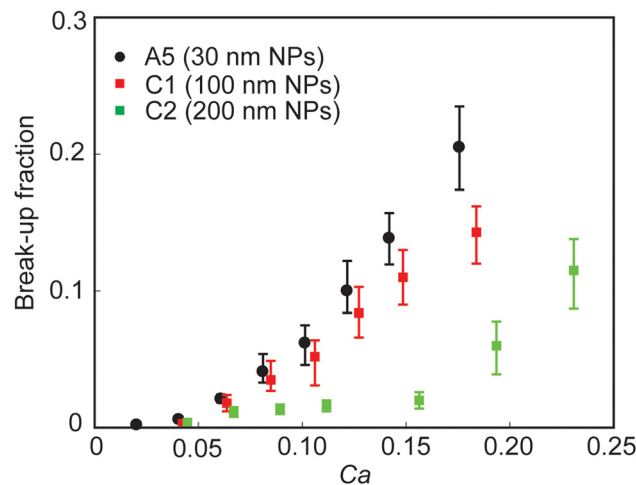 0.3
A5 (30 nm NPs)
C1 (100 nm NPs)
C2 (200 nm NPs)
0.2
Break-up fraction
0.1
0
0 0.05 0.10 0.15 0.20 0.25
Ca